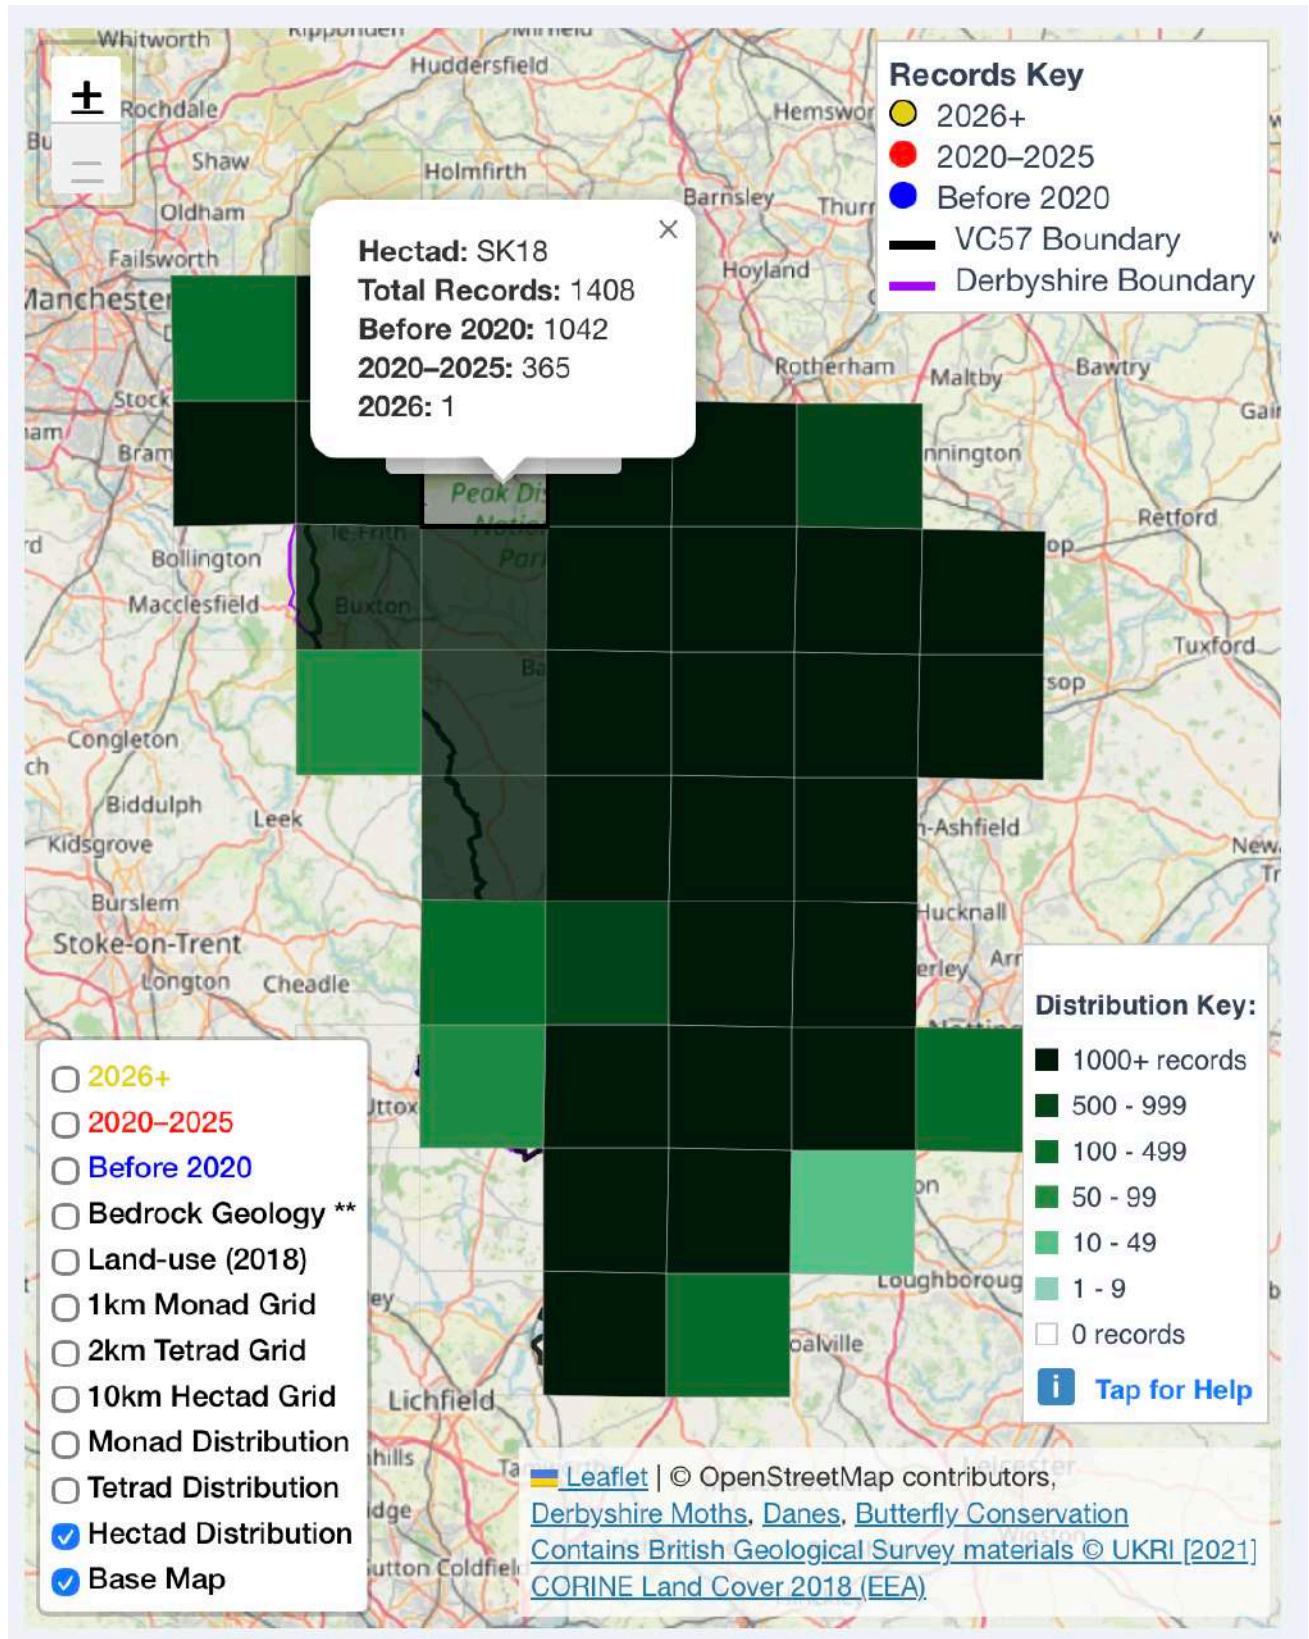 Whitworth
Huddersfield
Rochdale
Shaw
Holmfirth
Oldham
Barnsley
Failsworth
Hoyland
Manchester
Rotherham
Maltby
Bawtry
Retford
Bollington
Macclesfield
Buxton
Tuxford
Congleton
Biddulph
Leek
Kidsgrove
Burslem
Hucknall
Stoke-on-Trent
Longton
Cheadle
Lichfield
+
=
Records Key
2026+
2020–2025
Before 2020
VC57 Boundary
Derbyshire Boundary
×
Hectad: SK18
Total Records: 1408
Before 2020: 1042
2020–2025: 365
2026: 1
Peak Dis
Nation
Park
Distribution Key:
1000+ records
500 - 999
100 - 499
50 - 99
10 - 49
1 - 9
0 records
i Tap for Help
2026+
2020–2025
Before 2020
Bedrock Geology **
Land-use (2018)
1km Monad Grid
2km Tetrad Grid
10km Hectad Grid
Monad Distribution
Tetrad Distribution
Hectad Distribution
Base Map
Leaflet | © OpenStreetMap contributors,
Derbyshire Moths, Danes, Butterfly Conservation
Contains British Geological Survey materials © UKRI [2021]
CORINE Land Cover 2018 (EEA)